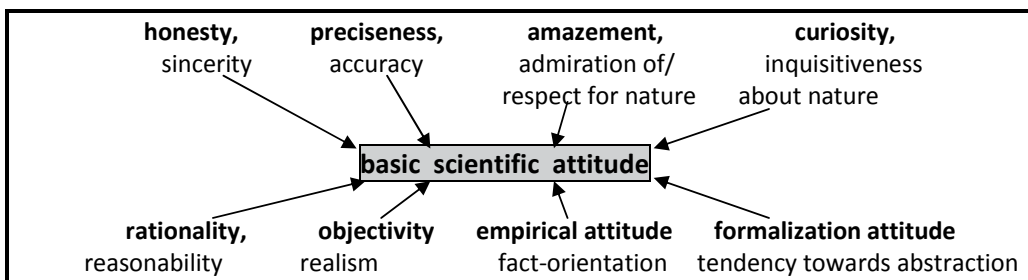 honesty, preciseness, amazement, curiosity,
sincerity accuracy admiration of/ inquisitiveness
respect for nature about nature
basic scientific attitude
rationality, objectivity empirical attitude formalization attitude
reasonability realism fact-orientation tendency towards abstraction